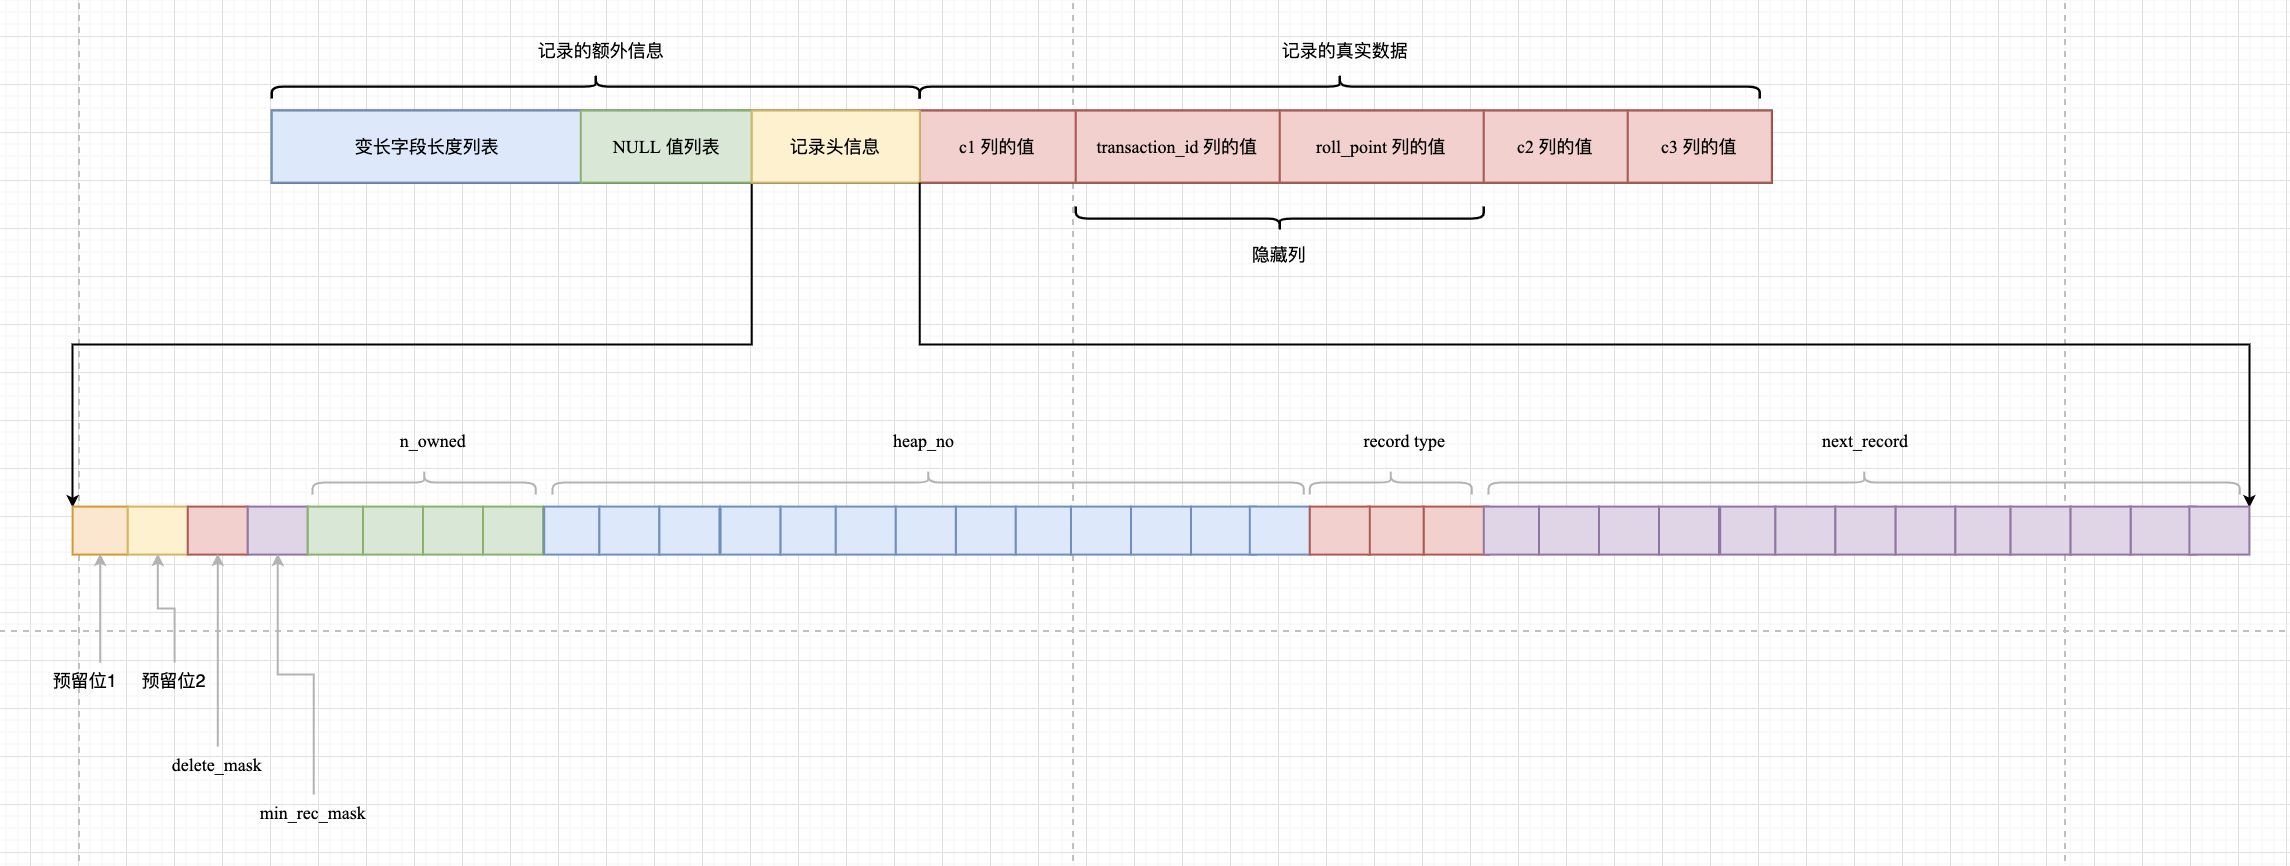 记录的额外信息
记录的真实数据
变长字段长度列表
NULL 值列表
记录头信息
c1 列的值
transaction_id 列的值
roll_point 列的值
c2 列的值
c3 列的值
隐藏列
n_owned
heap_no
record type
next_record
预留位1
预留位2
delete_mask
min_rec_mask